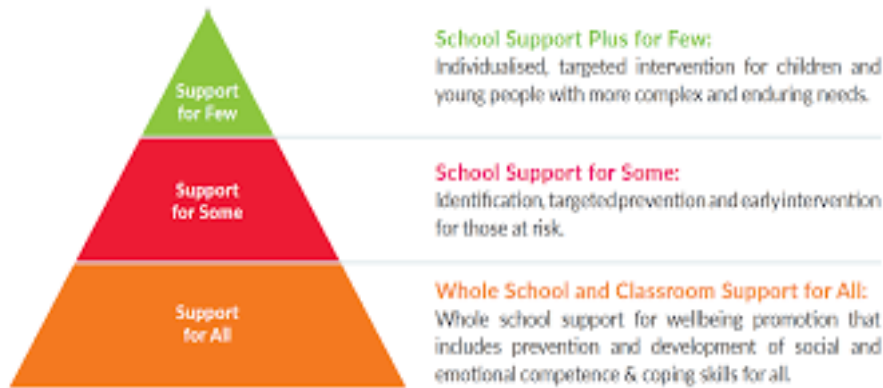 Support
for Few
School Support Plus for Few:
Individualised, targeted intervention for children and
young people with more complex and enduring needs.
Support
for Some
School Support for Some:
Identification, targeted prevention and early intervention
for those at risk.
Support
for All
Whole School and Classroom Support for All:
Whole school support for wellbeing promotion that
includes prevention and development of social and
emotional competence & coping skills for all.